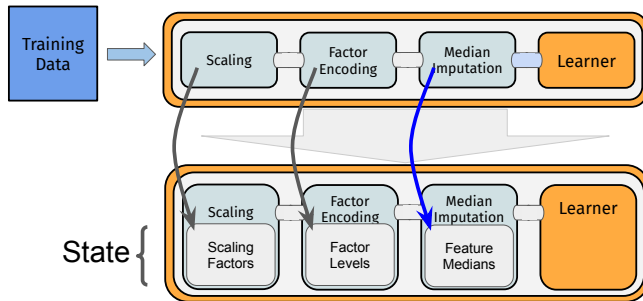 Training
Data
Scaling
Factor
Encoding
Median
Imputation
Learner
Scaling
Factor
Encoding
Median
Imputation
Learner
State
Scaling
Factors
Factor
Levels
Feature
Medians